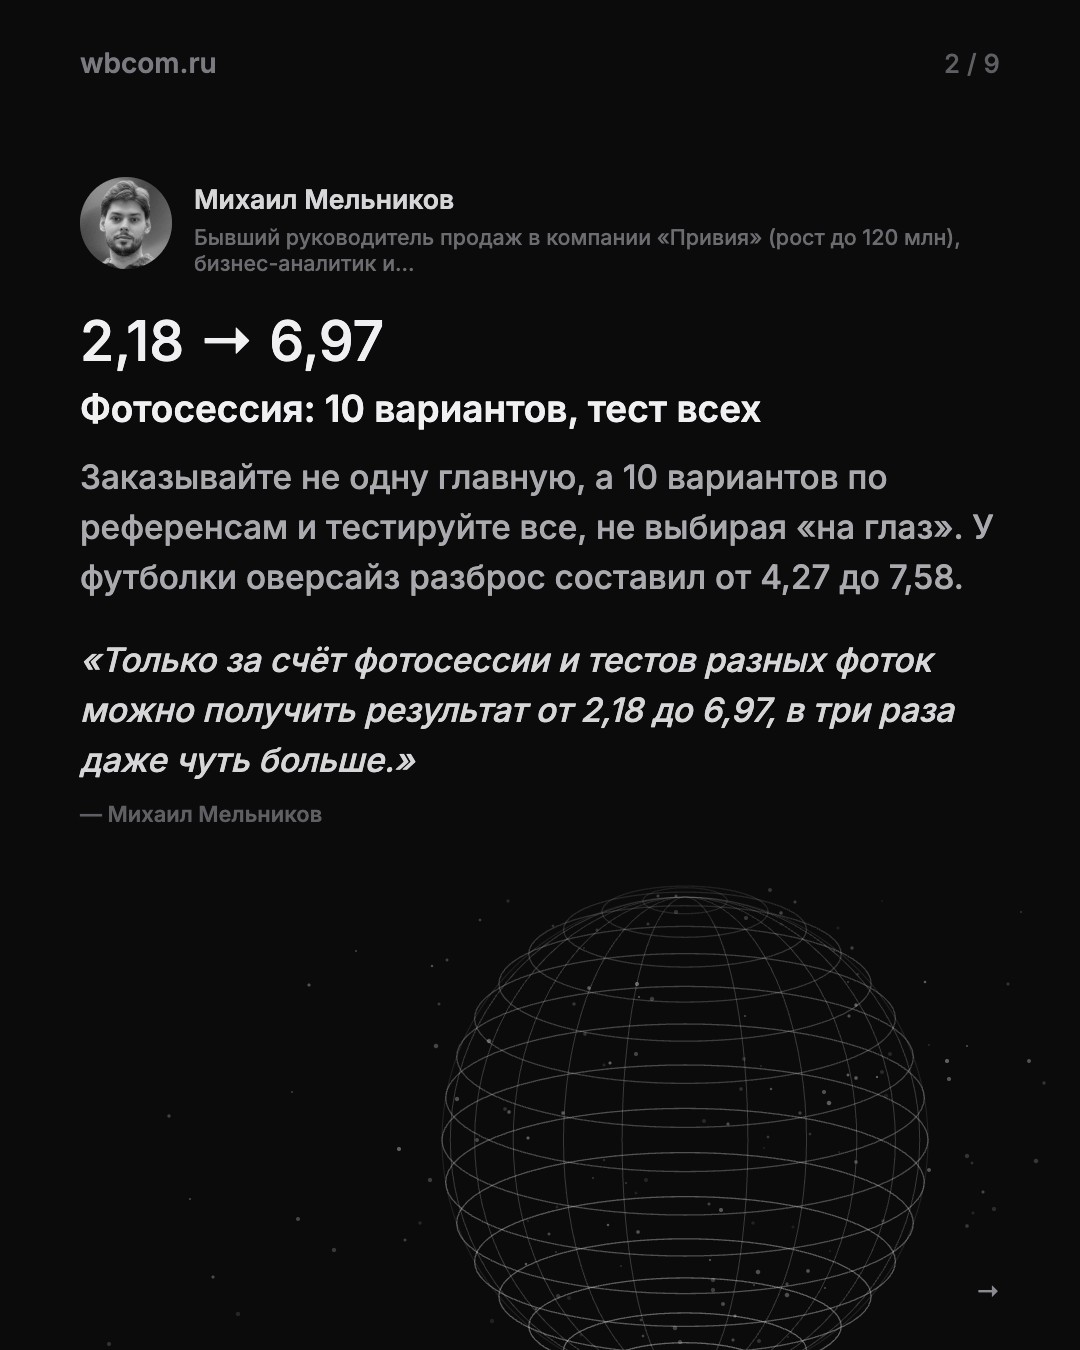 wbcom.ru
2 / 9
Михаил Мельников
Бывший руководитель продаж в компании «Привия» (рост до 120 млн),
бизнес-аналитик и...
2,18 → 6,97
Фотосессия: 10 вариантов, тест всех
Заказывайте не одну главную, а 10 вариантов по
референсам и тестируйте все, не выбирая «на глаз». У
футболки оверсайз разброс составил от 4,27 до 7,58.
«Только за счёт фотосессии и тестов разных фоток
можно получить результат от 2,18 до 6,97, в три раза
даже чуть больше.»
— Михаил Мельников
→